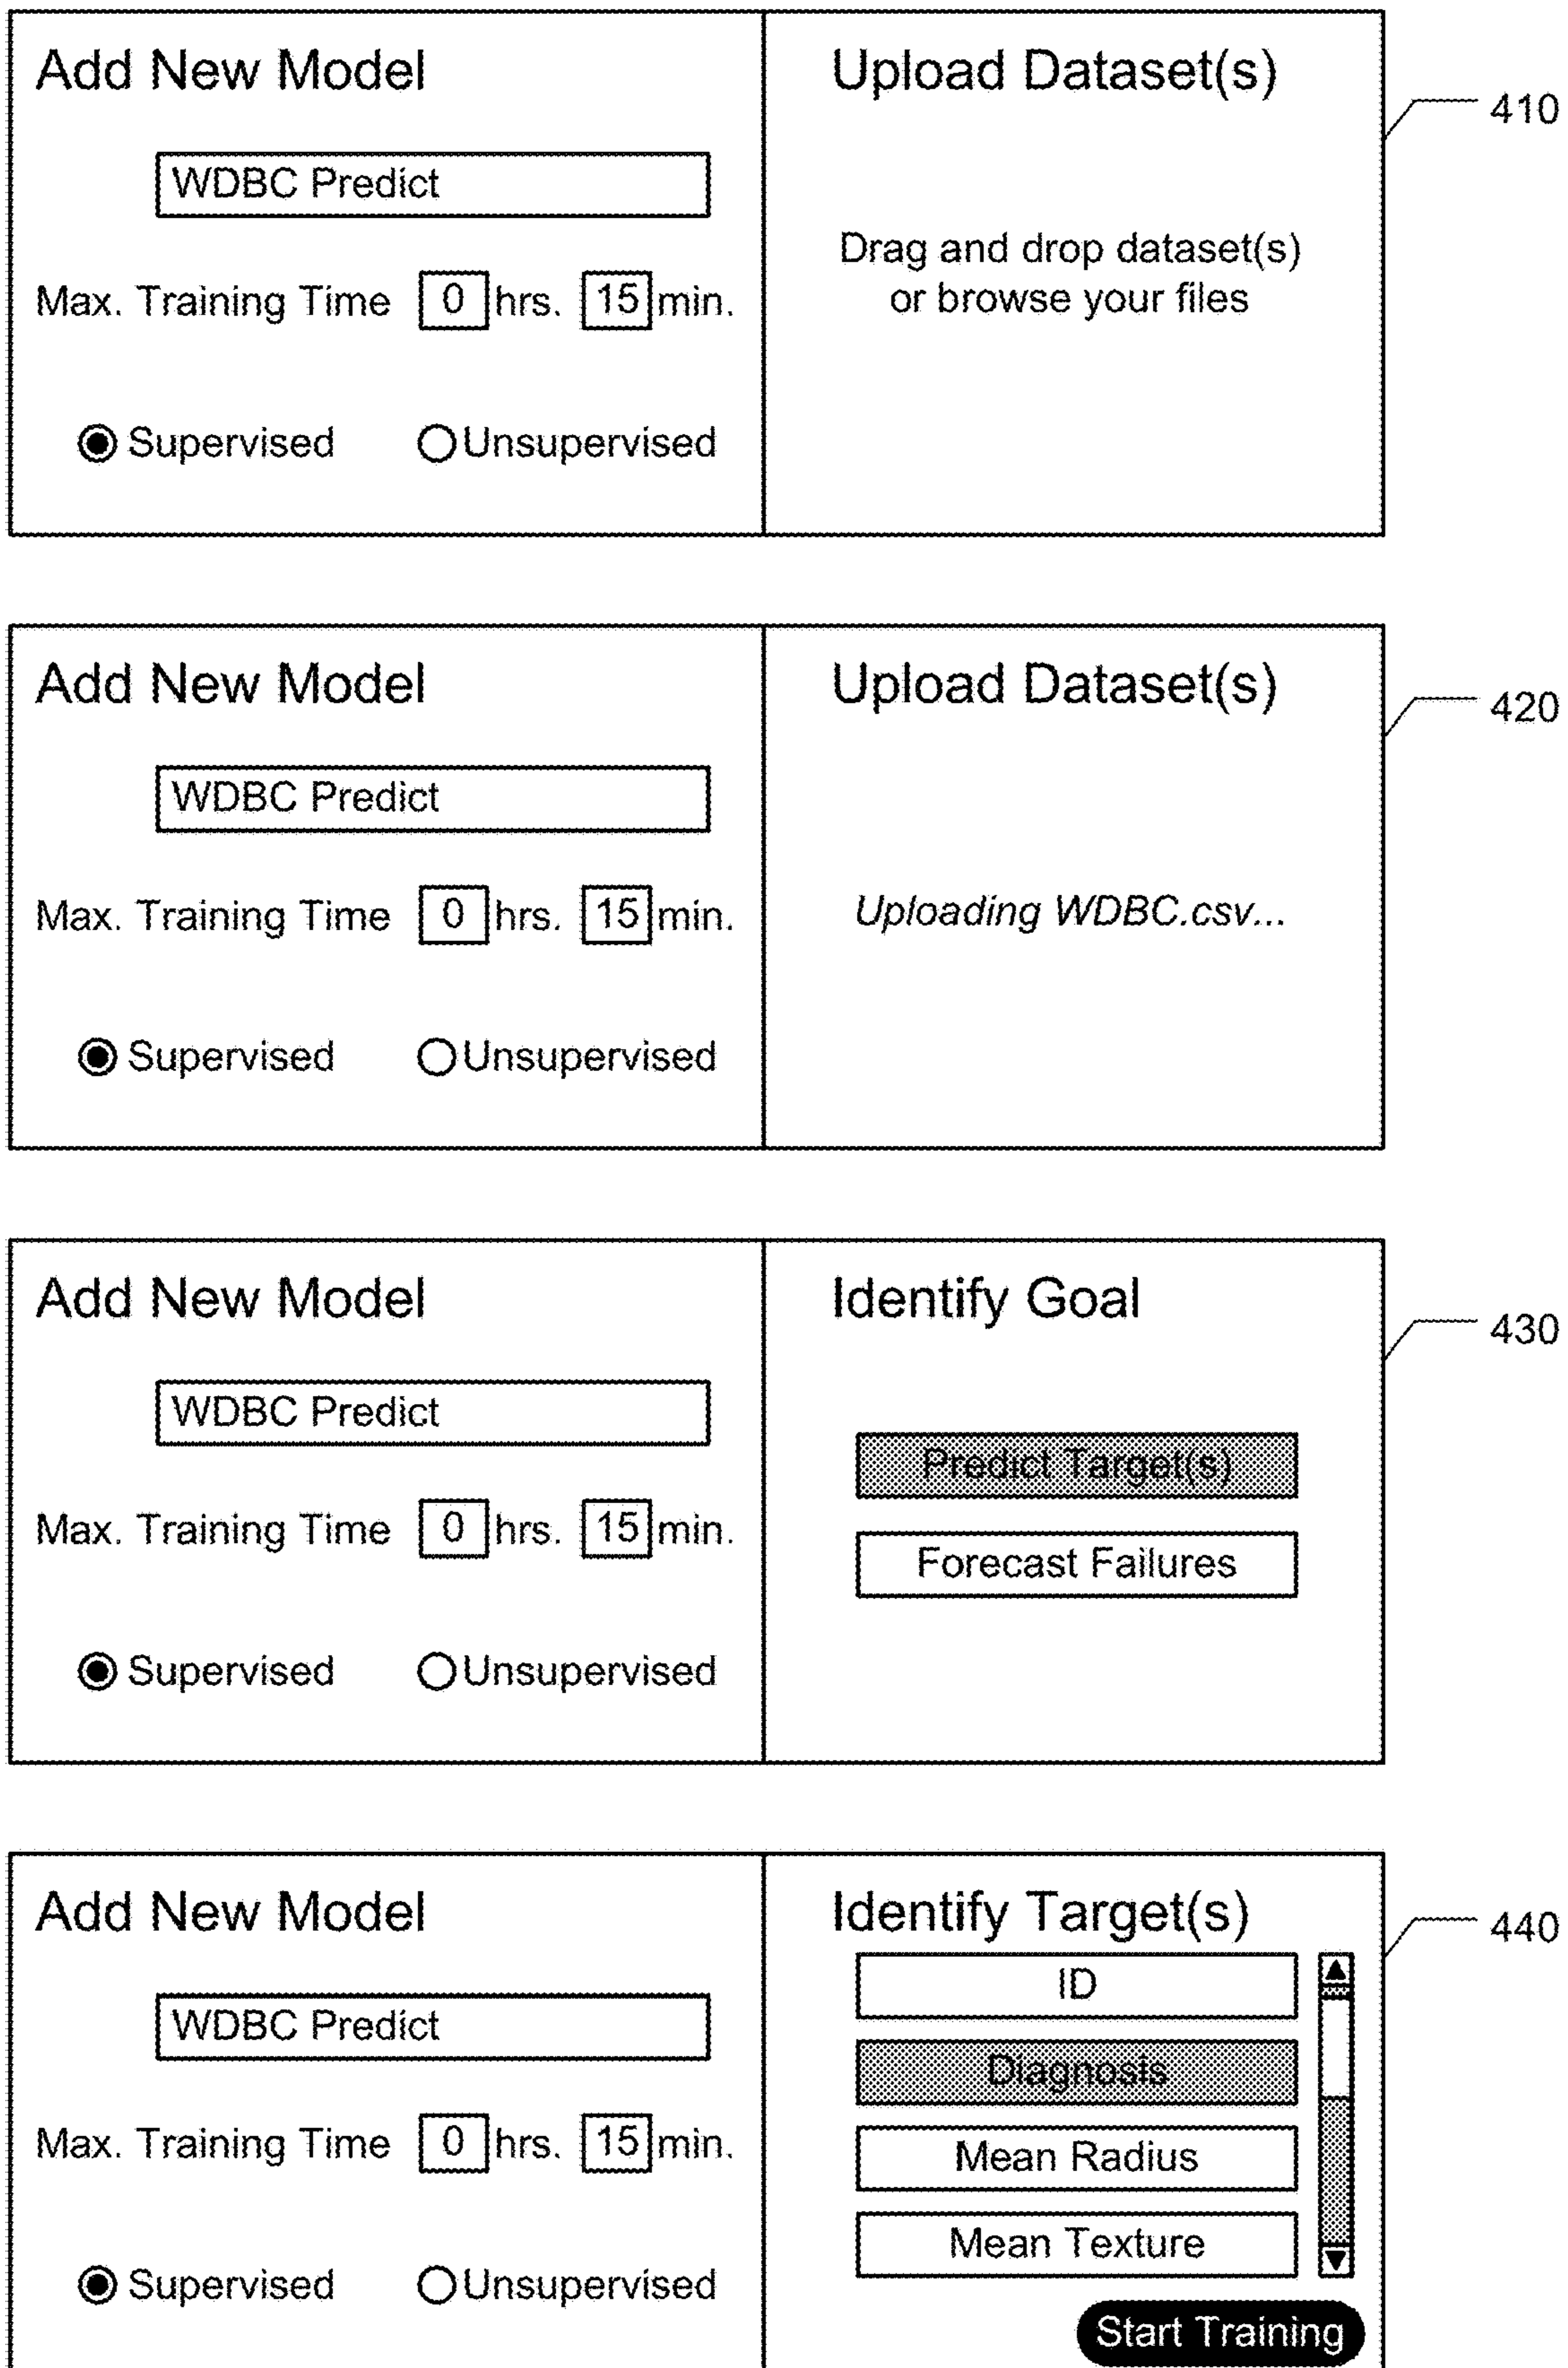 Add New Model
WDBC Predict
Max. Training Time 0 hrs. 15 min.
Supervised Unsupervised
Upload Dataset(s)
Drag and drop dataset(s)
or browse your files
410
Add New Model
WDBC Predict
Max. Training Time 0 hrs. 15 min.
Supervised Unsupervised
Upload Dataset(s)
Uploading WDBC.csv...
420
Add New Model
WDBC Predict
Max. Training Time 0 hrs. 15 min.
Supervised Unsupervised
Identify Goal
Predict Target(s)
Forecast Failures
430
Add New Model
WDBC Predict
Max. Training Time 0 hrs. 15 min.
Supervised Unsupervised
Identify Target(s)
ID
Diagnosis
Mean Radius
Mean Texture
Start Training
440